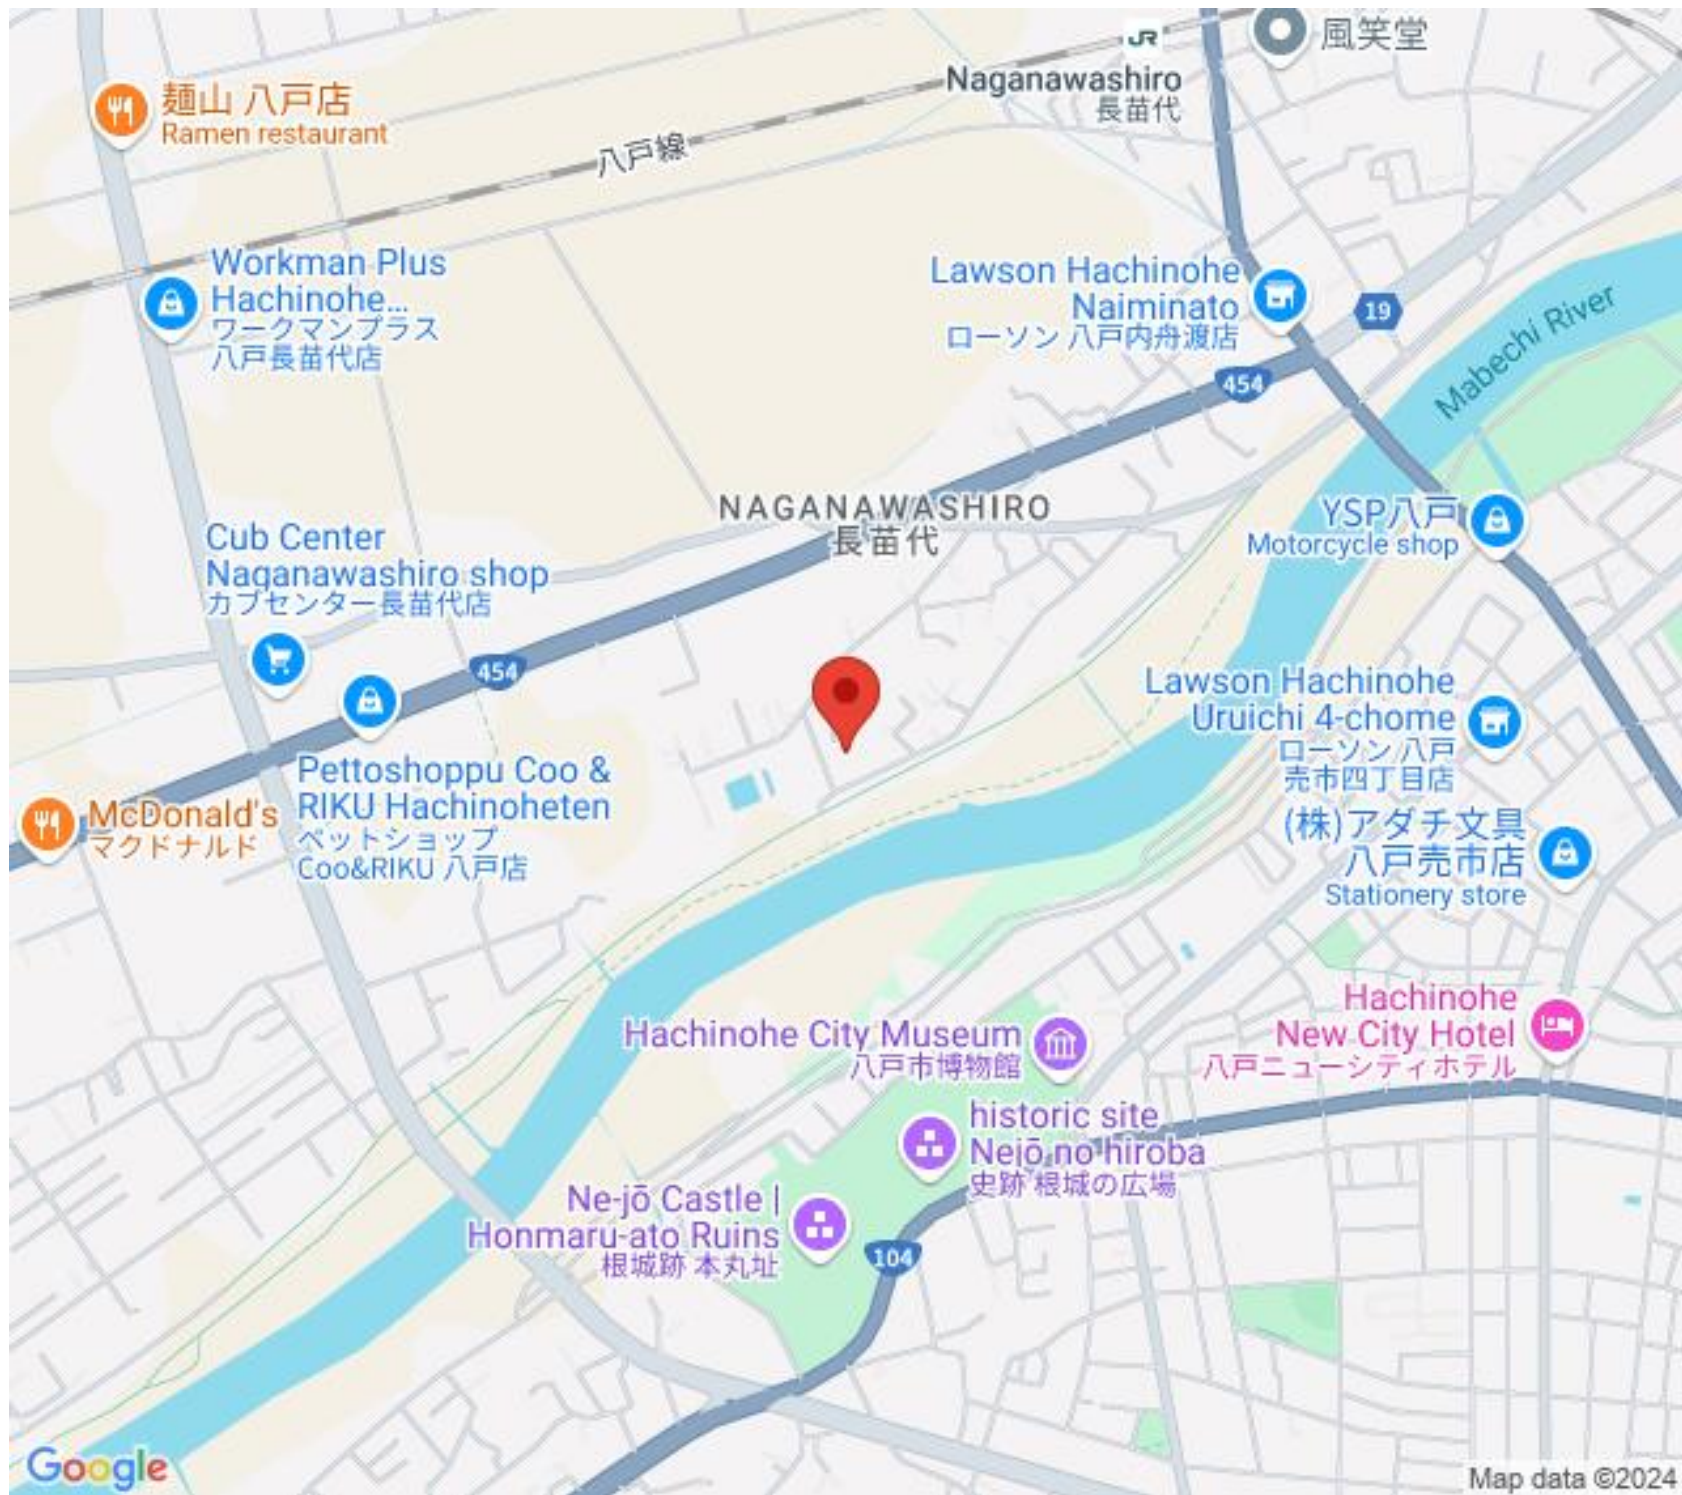 JR
風笑堂
Naganawashiro
長苗代
麺山 八戸店
Ramen restaurant
八戸線
Workman Plus
Hachinohe...
ワークマンプラス
八戸長苗代店
Lawson Hachinohe
Naiminato
ローソン 八戸内舟渡店
19
Mabechi River
454
NAGANAWASHIRO
長苗代
YSP八戸
Motorcycle shop
Cub Center
Naganawashiro shop
カブセンター長苗代店
454
Lawson Hachinohe
Uruichi 4-chome
ローソン 八戸
売市四丁目店
Pettoshoppu Coo &
RIKU Hachinoheten
ペットショップ
Coo&RIKU 八戸店
McDonald's
マクドナルド
(株)アダチ文具
八戸売市店
Stationery store
Hachinohe
New City Hotel
八戸ニューシティホテル
Hachinohe City Museum
八戸市博物館
historic site
Nejō no hiroba
史跡 根城の広場
Ne-jō Castle |
Honmaru-ato Ruins
根城跡 本丸址
104
Google
Map data ©2024